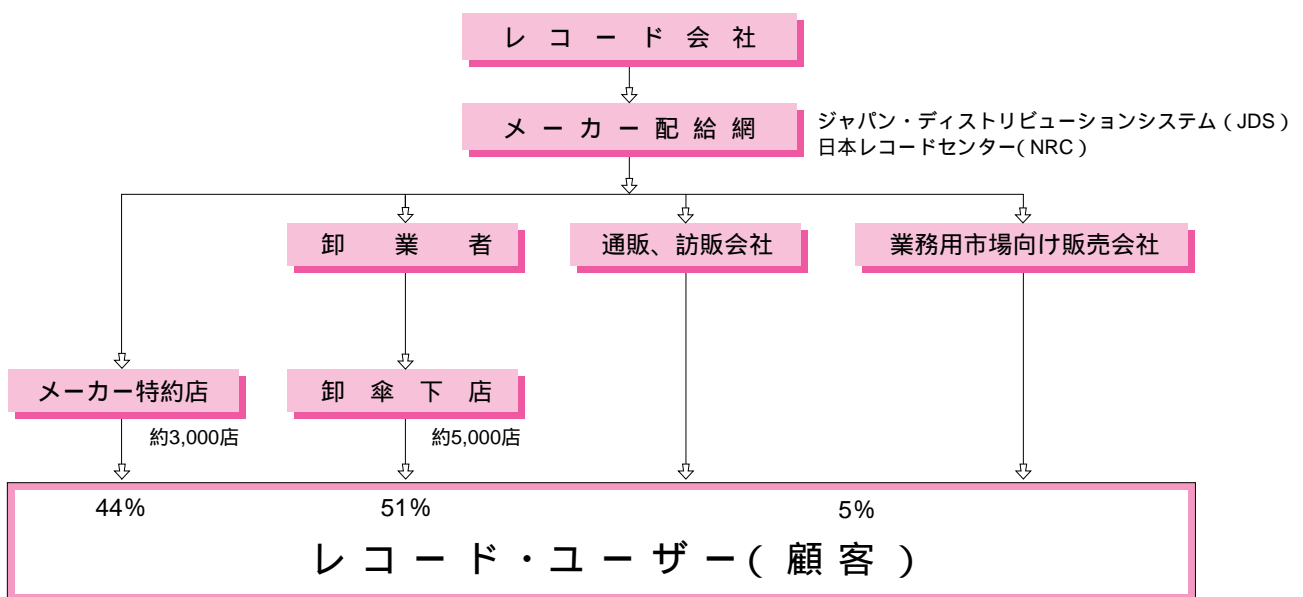 レコード会社
メーカー配給網
ジャパン・ディストリビューションシステム(JDS)
日本レコードセンター(NRC)
卸業者
通販、訪販会社
業務用市場向け販売会社
メーカー特約店
卸傘下店
約3,000店
約5,000店
44%
51%
5%
レコード・ユーザー(顧客)